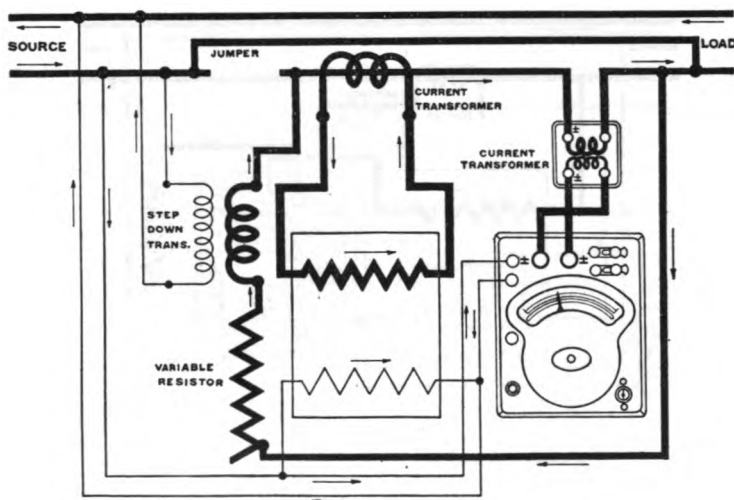 SOURCE
JUMPER
LOAD
CURRENT
TRANSFORMER
CURRENT
TRANSFORMER
±
±
STEP
DOWN
TRANS.
±
±
VARIABLE
RESISTOR